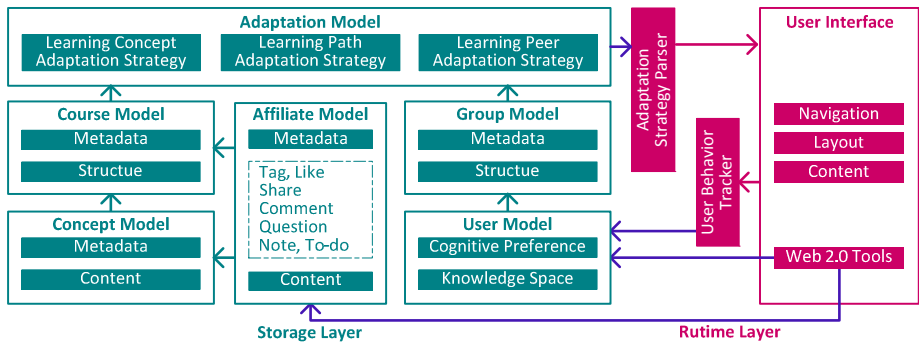 Adaptation Model
Learning Concept
Adaptation Strategy
Learning Path
Adaptation Strategy
Learning Peer
Adaptation Strategy
Course Model
Metadata
Structue
Concept Model
Metadata
Content
Affiliate Model
Metadata
Tag, Like
Share
Comment
Question
Note, To-do
Content
Group Model
Metadata
Structue
User Model
Cognitive Preference
Knowledge Space
Storage Layer
Adaptation
Strategy Parser
User Behavior
Tracker
User Interface
Navigation
Layout
Content
Web 2.0 Tools
Rutime Layer